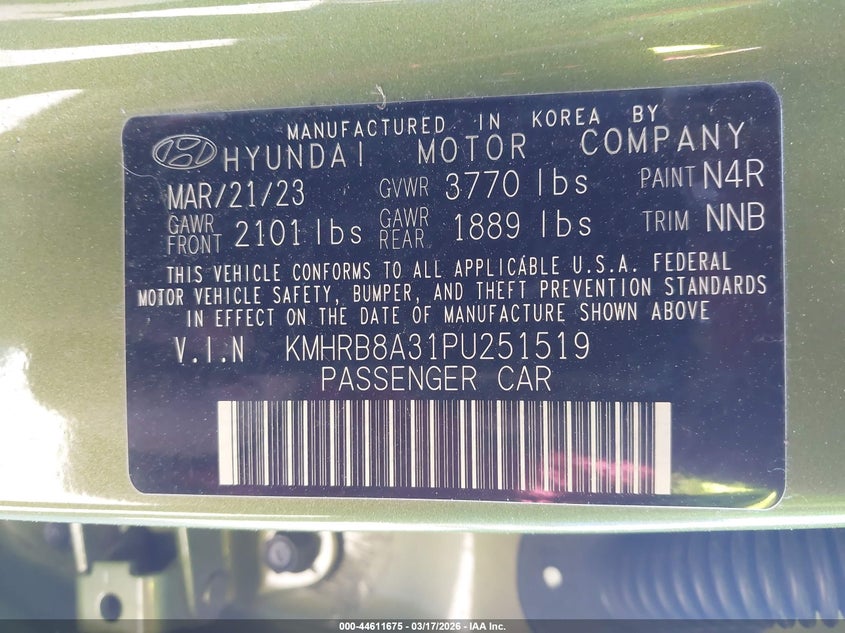 MANUFACTURED IN KOREA BY
HYUNDAI MOTOR COMPANY
MAR/21/23 GVWR 3770 lbs PAINT N4R
GAWR FRONT 2101 lbs GAWR REAR 1889 lbs TRIM NNB
THIS VEHICLE CONFORMS TO ALL APPLICABLE U.S.A. FEDERAL
MOTOR VEHICLE SAFETY, BUMPER, AND THEFT PREVENTION STANDARDS
IN EFFECT ON THE DATE OF MANUFACTURE SHOWN ABOVE
V.I.N KMHRB8A31PU251519
PASSENGER CAR
000-44611675 - 03/17/2026 - IAA Inc.